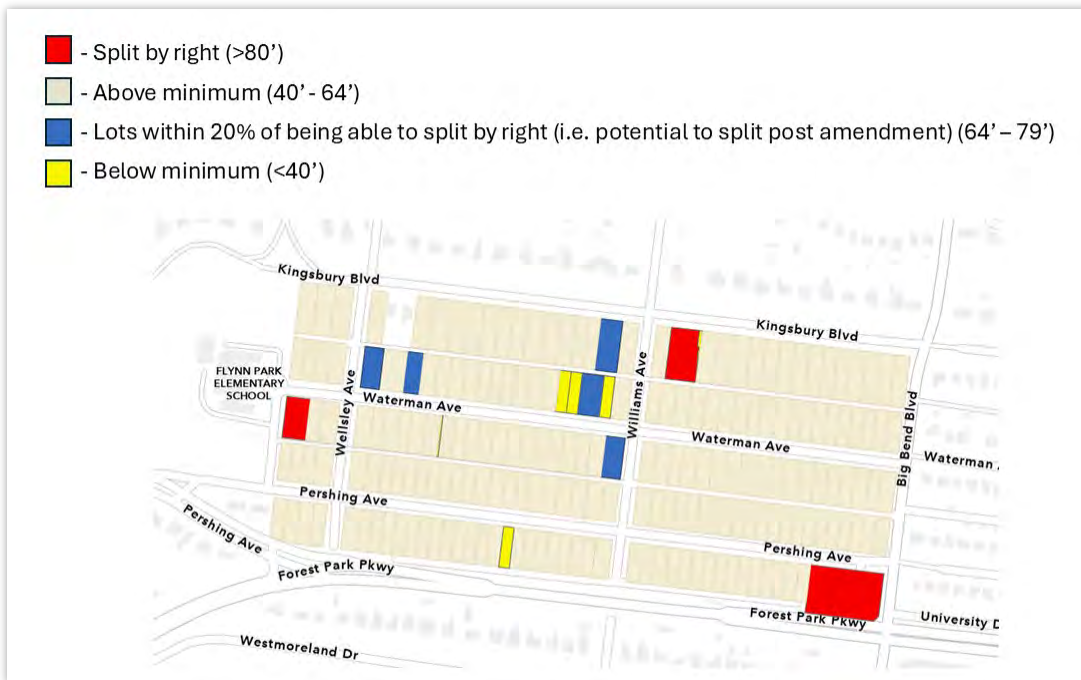 - Split by right (>80’)
- Above minimum (40’ - 64’)
- Lots within 20% of being able to split by right (i.e. potential to split post amendment) (64’ – 79’)
- Below minimum (<40’)
Kingsbury Blvd
Kingsbury Blvd
FLYNN PARK
ELEMENTARY
SCHOOL
Wellsley Ave
Waterman Ave
Williams Ave
Waterman Ave
Big Bend Blvd
Waterman
Pershing Ave
Pershing Ave
Pershing Ave
Forest Park Pkwy
Forest Park Pkwy
University D
Westmoreland Dr